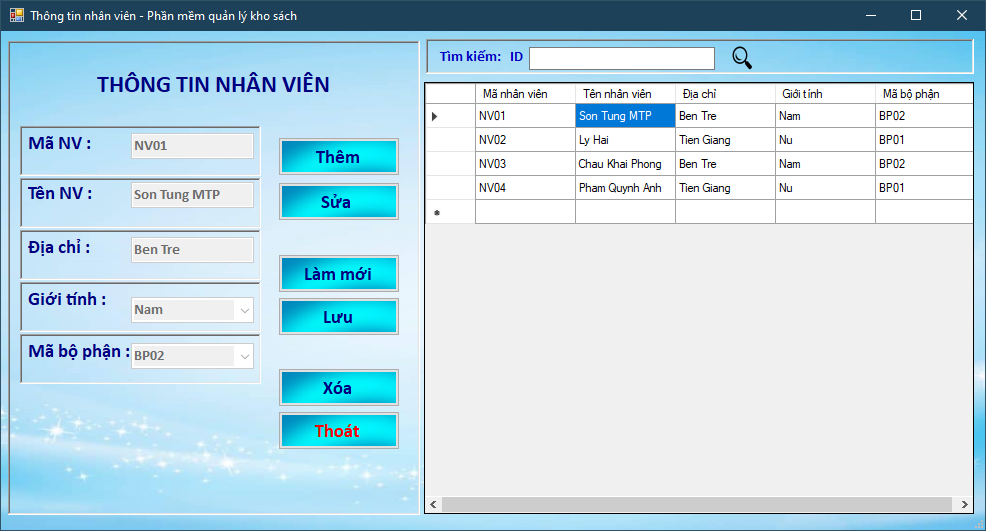 Thông tin nhân viên - Phần mềm quản lý kho sách
THÔNG TIN NHÂN VIÊN
Mã NV : NV01
Tên NV : Son Tung MTP
Địa chỉ : Ben Tre
Giới tính : Nam
Mã bộ phận : BP02
Thêm
Sửa
Làm mới
Lưu
Xóa
Thoát
Tìm kiếm: ID
Mã nhân viên Tên nhân viên Địa chỉ Giới tính Mã bộ phận
NV01 Son Tung MTP Ben Tre Nam BP02
NV02 Ly Hai Tien Giang Nu BP01
NV03 Chau Khai Phong Ben Tre Nam BP02
NV04 Pham Quynh Anh Tien Giang Nu BP01